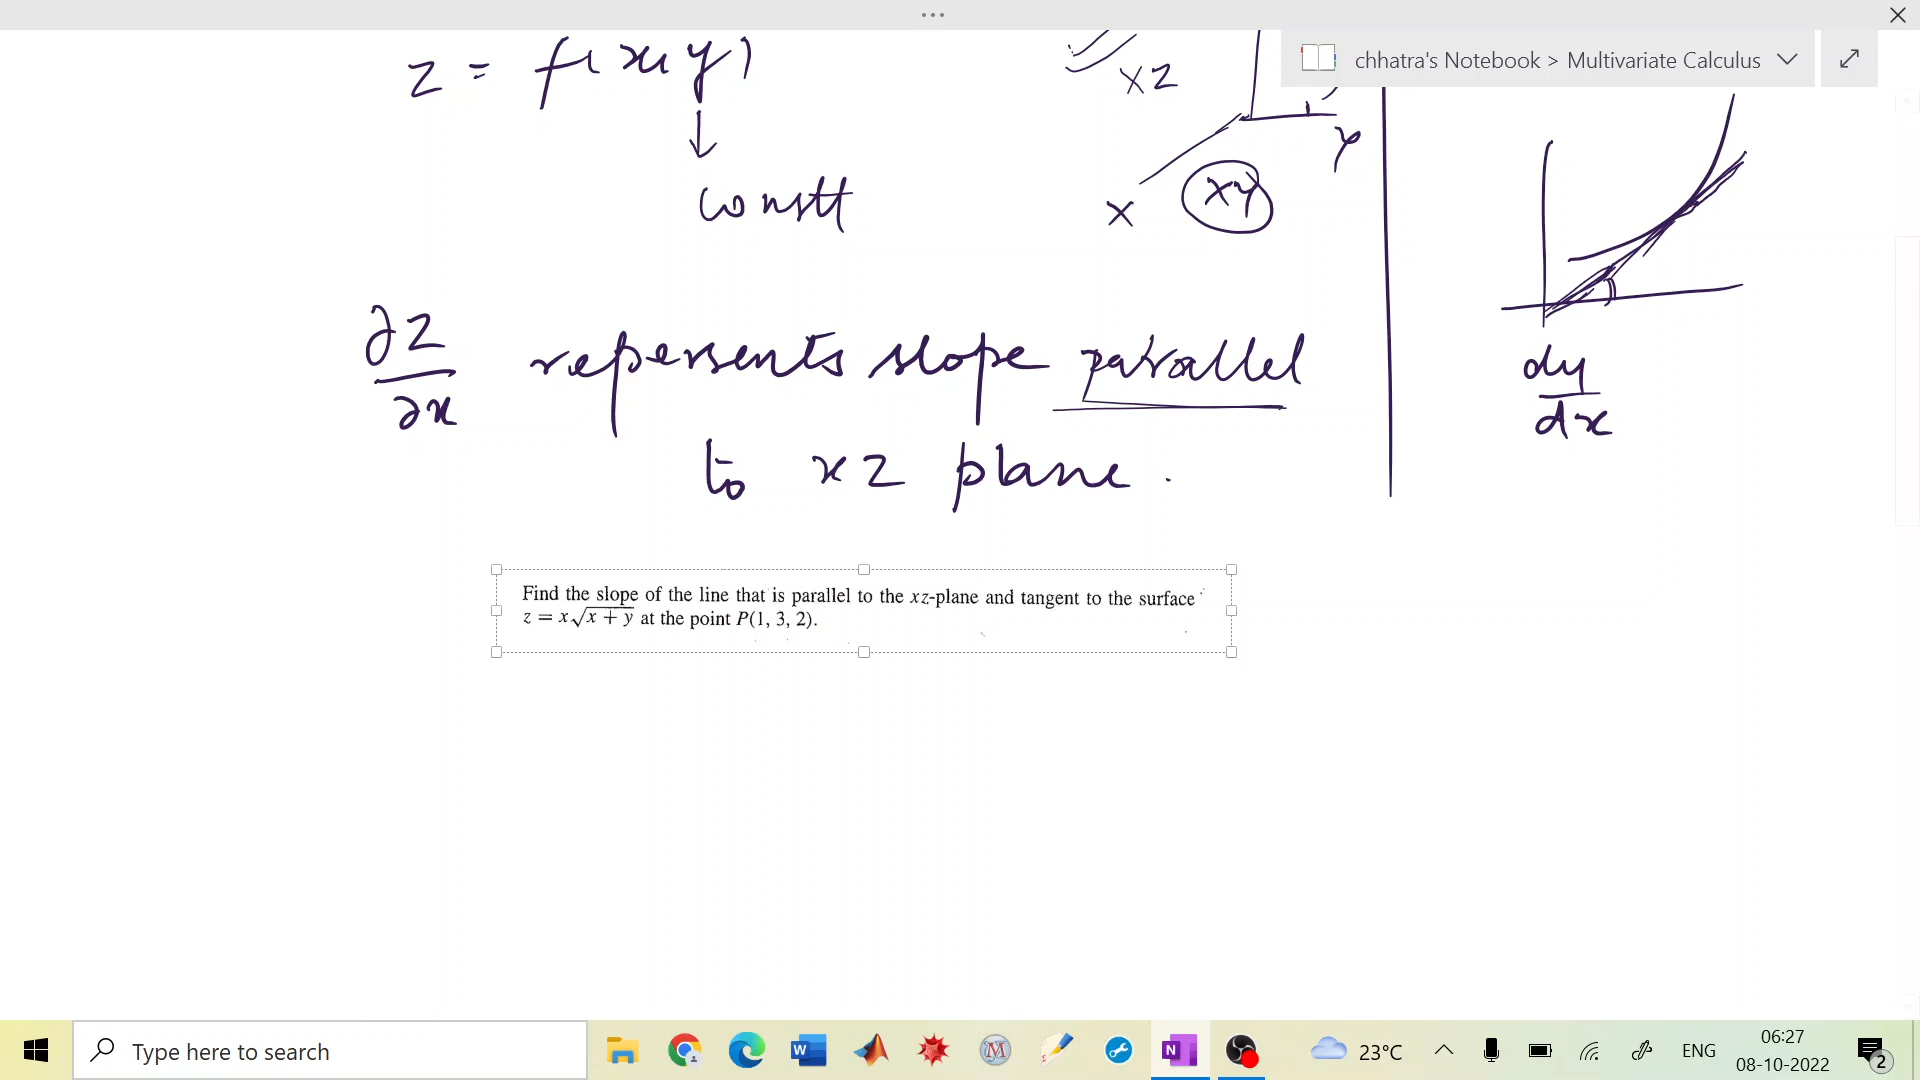 ...
chhatra's Notebook > Multivariate Calculus
z = f(x, y)
constt
XZ
Y
X
XY
∂z/∂x repersents slope parallel
to xz plane.
dy/dx
Find the slope of the line that is parallel to the xz-plane and tangent to the surface
z = x√x + y at the point P(1, 3, 2).
Type here to search
W
M
N
23°C
ENG
06:27
08-10-2022
2